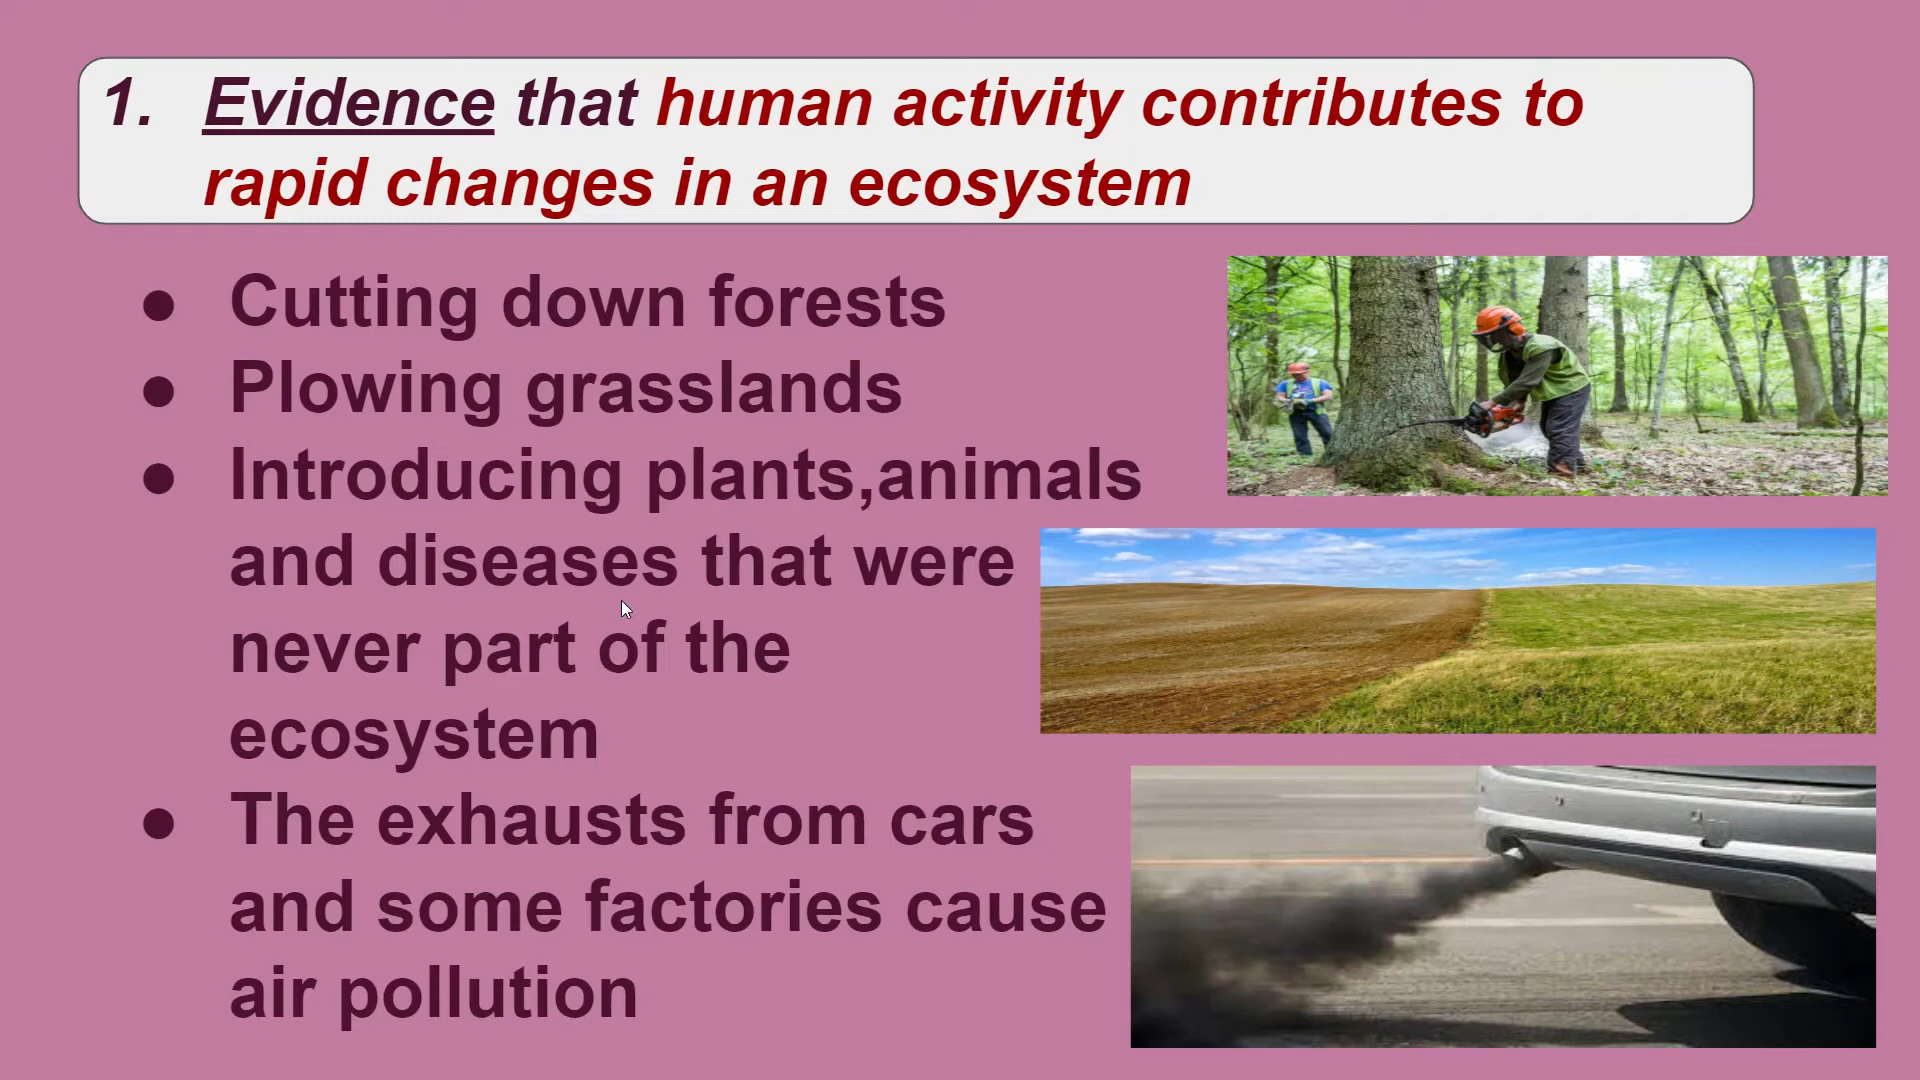 1. Evidence that human activity contributes to
rapid changes in an ecosystem
● Cutting down forests
● Plowing grasslands
● Introducing plants,animals
and diseases that were
never part of the
ecosystem
● The exhausts from cars
and some factories cause
air pollution